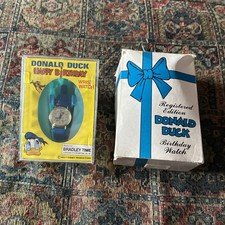 DONALD DUCK
HAPPY BIRTHDAY
WRIST
WATCH!
BRADLEY TIME
Registered
Edition
DONALD
DUCK
Birthday
Watch